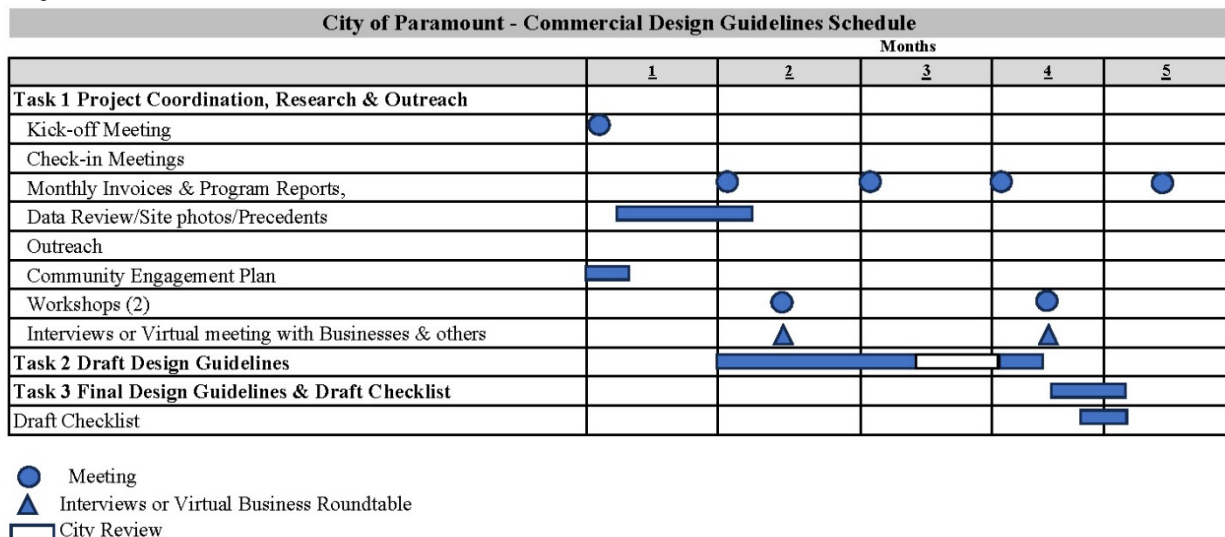 City of Paramount - Commercial Design Guidelines Schedule
Months
1 2 3 4 5
Task 1 Project Coordination, Research & Outreach
Kick-off Meeting
Check-in Meetings
Monthly Invoices & Program Reports,
Data Review/Site photos/Precedents
Outreach
Community Engagement Plan
Workshops (2)
Interviews or Virtual meeting with Businesses & others
Task 2 Draft Design Guidelines
Task 3 Final Design Guidelines & Draft Checklist
Draft Checklist
Meeting
Interviews or Virtual Business Roundtable
City Review